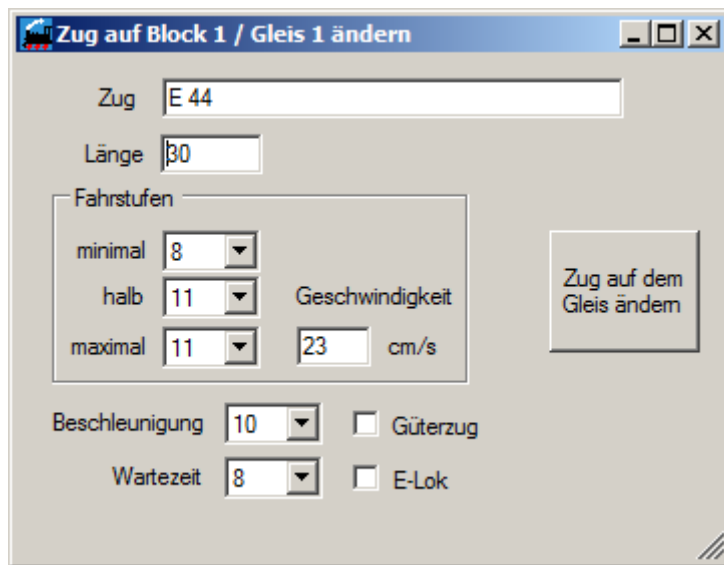 Zug auf Block 1 / Gleis 1 ändern
Zug E 44
Länge 30
Fahrstufen
minimal 8
halb 11 Geschwindigkeit
maximal 11 23 cm/s
Zug auf dem
Gleis ändern
Beschleunigung 10 Güterzug
Wartezeit 8 E-Lok